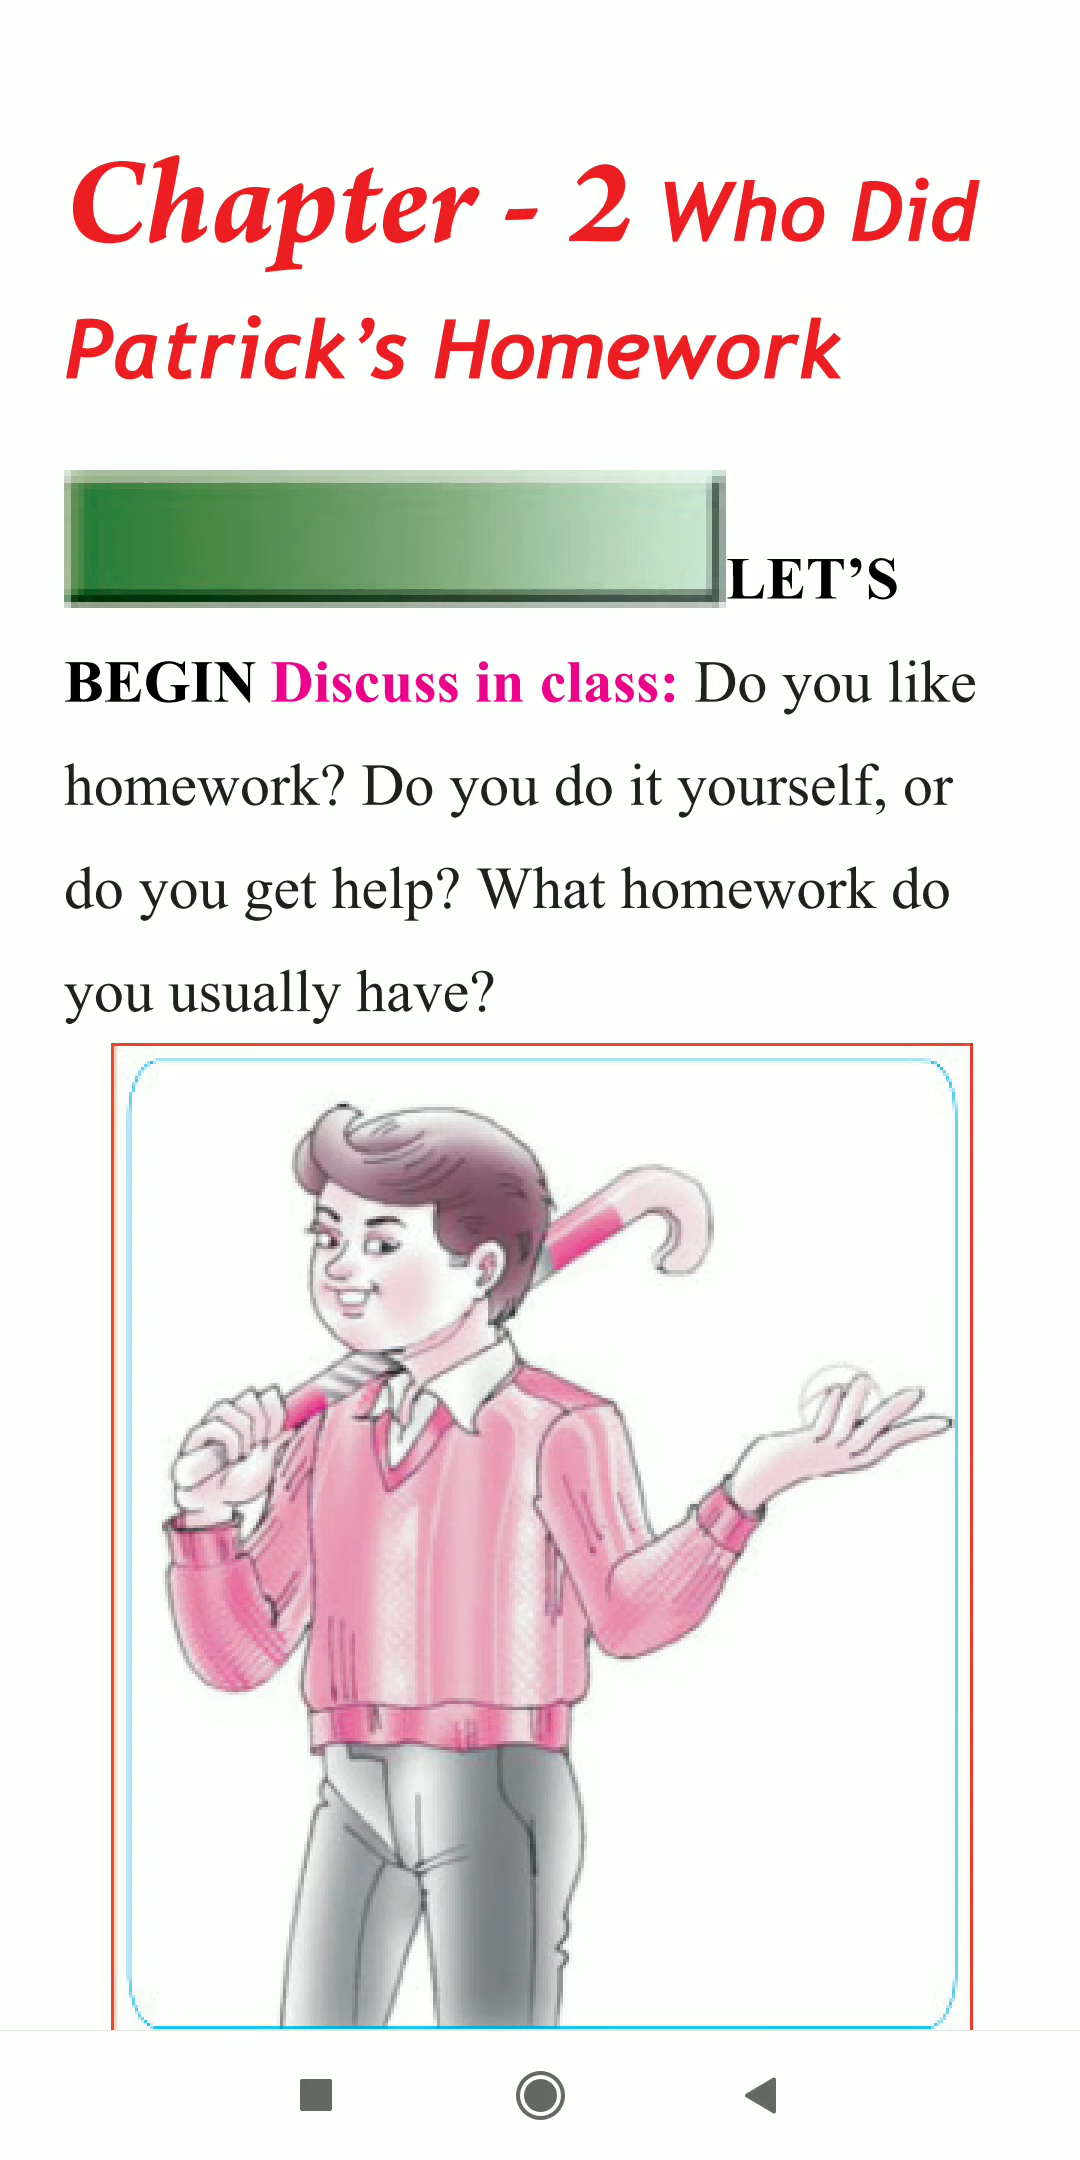 Chapter - 2 Who Did
Patrick’s Homework
LET’S
BEGIN Discuss in class: Do you like
homework? Do you do it yourself, or
do you get help? What homework do
you usually have?